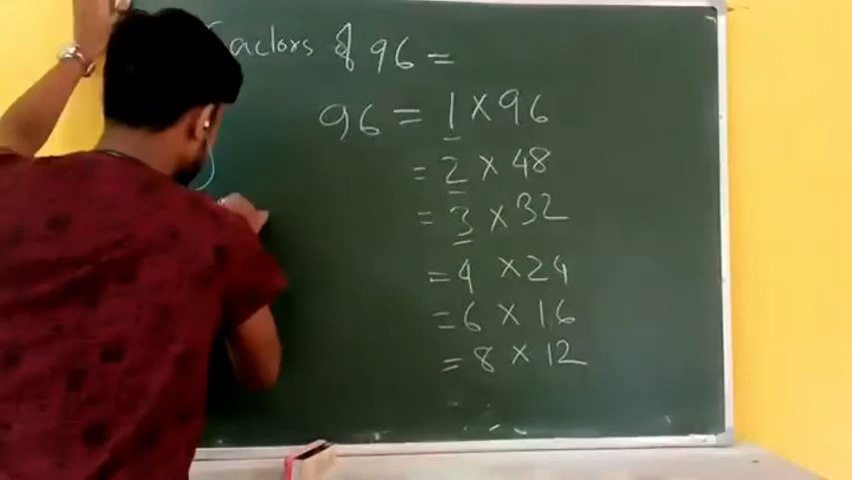 Factors of 96 =
96 = 1 × 96
= 2 × 48
= 3 × 32
= 4 × 24
= 6 × 16
= 8 × 12